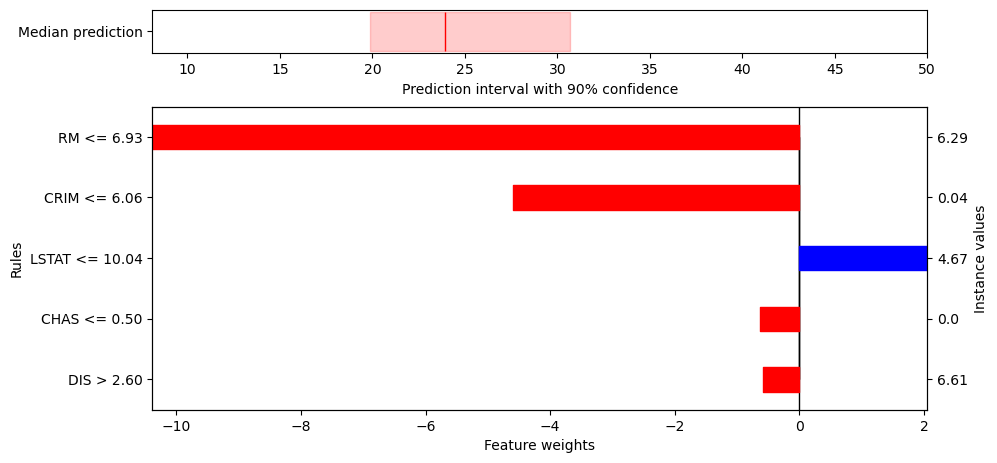 Median prediction
10 15 20 25 30 35 40 45 50
Prediction interval with 90% confidence
RM <= 6.93 6.29
CRIM <= 6.06 0.04
LSTAT <= 10.04 4.67
CHAS <= 0.50 0.0
DIS > 2.60 6.61
Rules
Instance values
−10 −8 −6 −4 −2 0 2
Feature weights